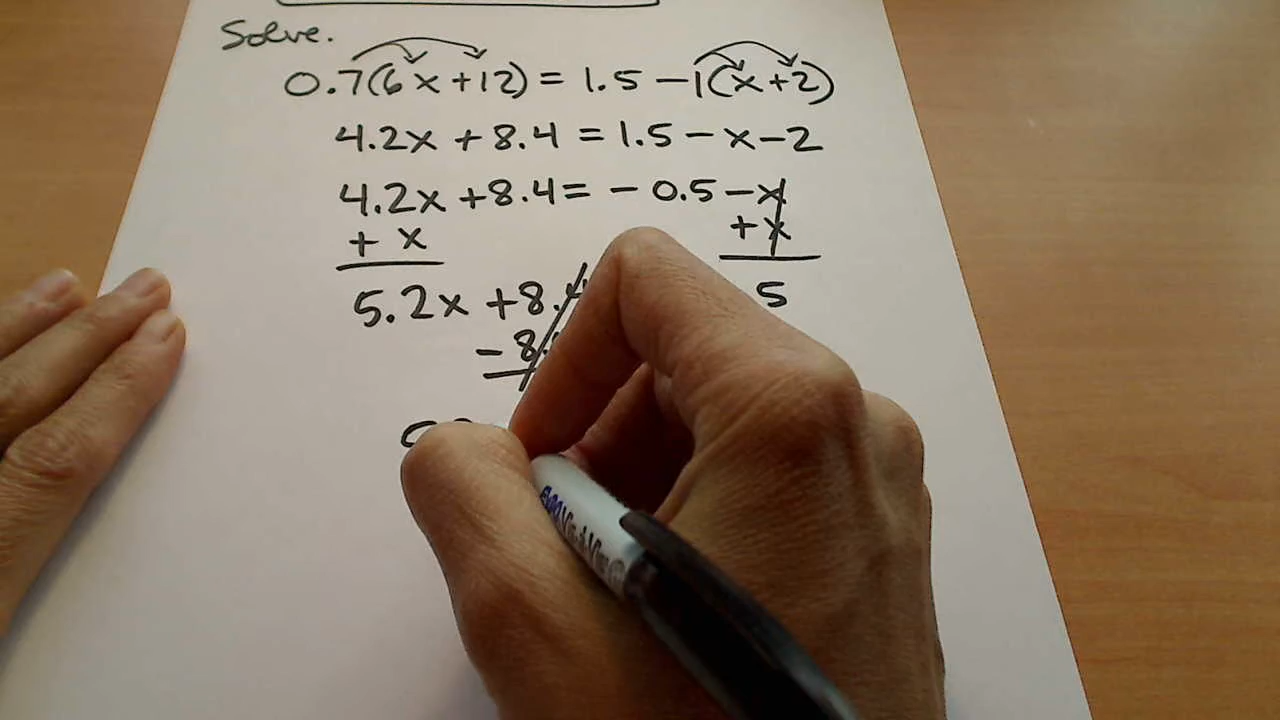 Solve.
0.7(6x+12) = 1.5 -1(x+2)
4.2x + 8.4 = 1.5 - x - 2
4.2x + 8.4 = - 0.5 - x
+ x + x
5.2x + 8. 5
- 8.